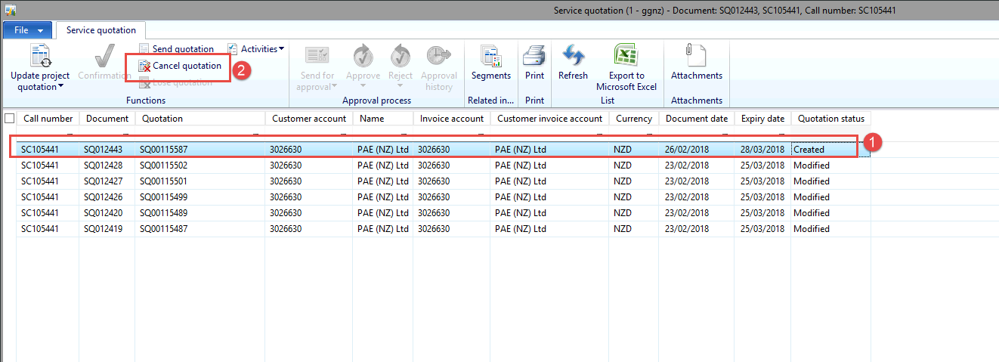 Service quotation (1 - ggnz) - Document: SQ012443, SC105441, Call number: SC105441
File Service quotation
Send quotation Activities
Cancel quotation 2
Lose quotation
Update project quotation
Confirmation
Send for approval
Approve
Reject
Approval history
Segments
Print
Refresh
Export to Microsoft Excel
Attachments
Functions Approval process Related in... Print List Attachments
Call number Document Quotation Customer account Name Invoice account Customer invoice account Currency Document date Expiry date Quotation status
1
SC105441 SQ012443 SQ00115587 3026630 PAE (NZ) Ltd 3026630 PAE (NZ) Ltd NZD 26/02/2018 28/03/2018 Created
SC105441 SQ012428 SQ00115502 3026630 PAE (NZ) Ltd 3026630 PAE (NZ) Ltd NZD 23/02/2018 25/03/2018 Modified
SC105441 SQ012427 SQ00115501 3026630 PAE (NZ) Ltd 3026630 PAE (NZ) Ltd NZD 23/02/2018 25/03/2018 Modified
SC105441 SQ012426 SQ00115499 3026630 PAE (NZ) Ltd 3026630 PAE (NZ) Ltd NZD 23/02/2018 25/03/2018 Modified
SC105441 SQ012420 SQ00115489 3026630 PAE (NZ) Ltd 3026630 PAE (NZ) Ltd NZD 23/02/2018 25/03/2018 Modified
SC105441 SQ012419 SQ00115487 3026630 PAE (NZ) Ltd 3026630 PAE (NZ) Ltd NZD 23/02/2018 25/03/2018 Modified